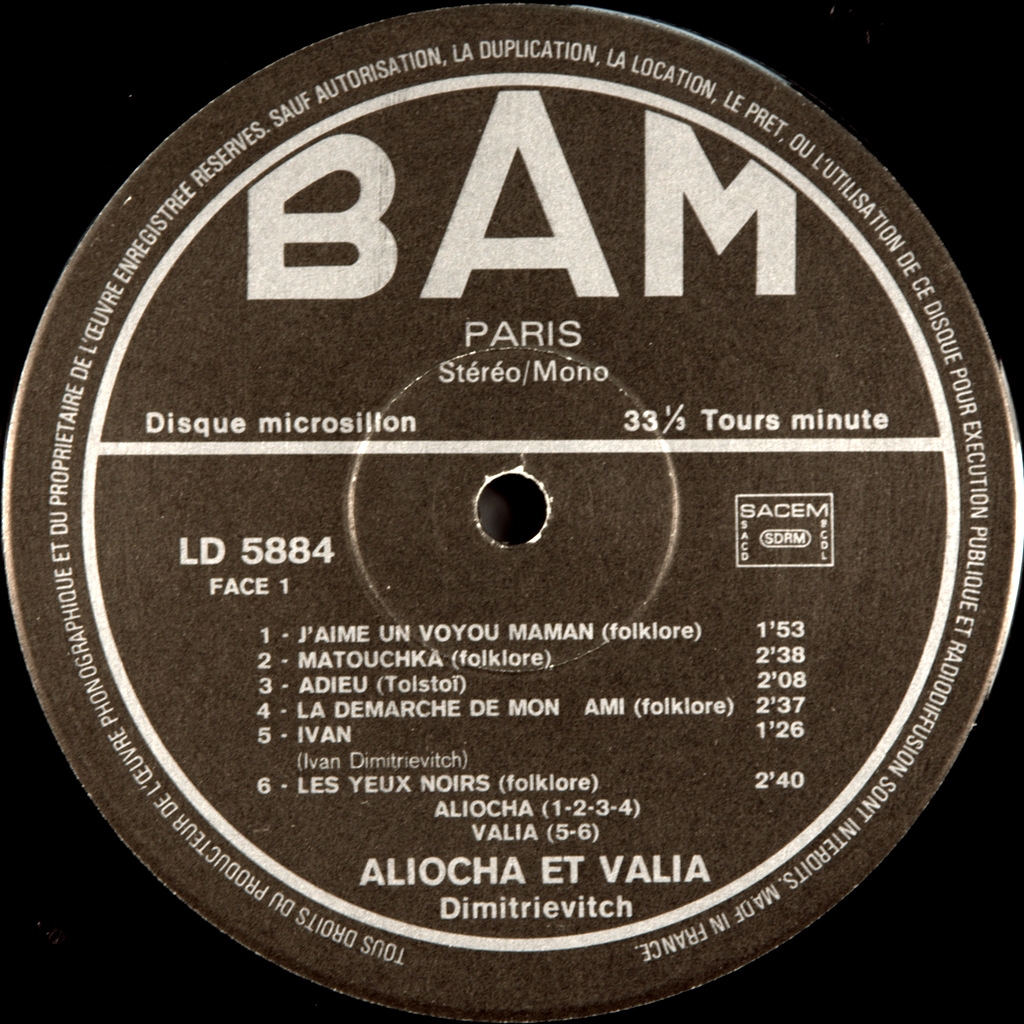 TOUS DROITS DU PRODUCTEUR DE L'ŒUVRE PHONOGRAPHIQUE ET DU PROPRIETAIRE DE L'ŒUVRE ENREGISTREE RESERVES. SAUF AUTORISATION, LA DUPLICATION, LA LOCATION, LE PRET, OU L'UTILISATION DE CE DISQUE POUR EXECUTION PUBLIQUE ET RADIODIFFUSION SONT INTERDITS. MADE IN FRANCE.
BAM
PARIS
Stéréo/Mono
Disque microsillon 33⅓ Tours minute
SACEM
SACD SDRM SCDL
LD 5884
FACE 1
1 - J'AIME UN VOYOU MAMAN (folklore) 1'53
2 - MATOUCHKA (folklore) 2'38
3 - ADIEU (Tolstoï) 2'08
4 - LA DEMARCHE DE MON AMI (folklore) 2'37
5 - IVAN 1'26
(Ivan Dimitrievitch)
6 - LES YEUX NOIRS (folklore) 2'40
ALIOCHA (1-2-3-4)
VALIA (5-6)
ALIOCHA ET VALIA
Dimitrievitch